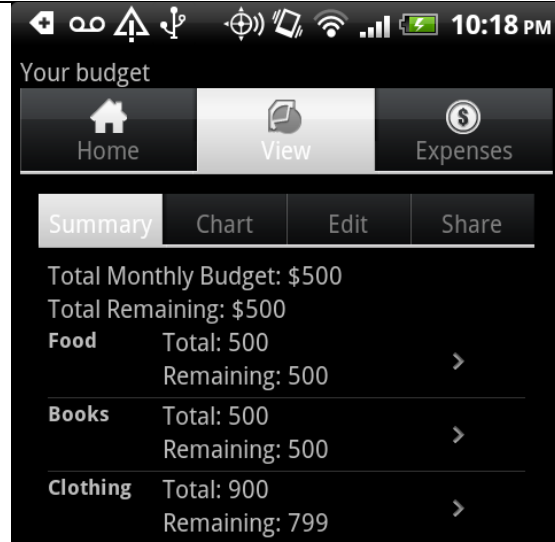 10:18 PM
Your budget
Home View Expenses
Summary Chart Edit Share
Total Monthly Budget: $500
Total Remaining: $500
Food Total: 500
Remaining: 500
Books Total: 500
Remaining: 500
Clothing Total: 900
Remaining: 799